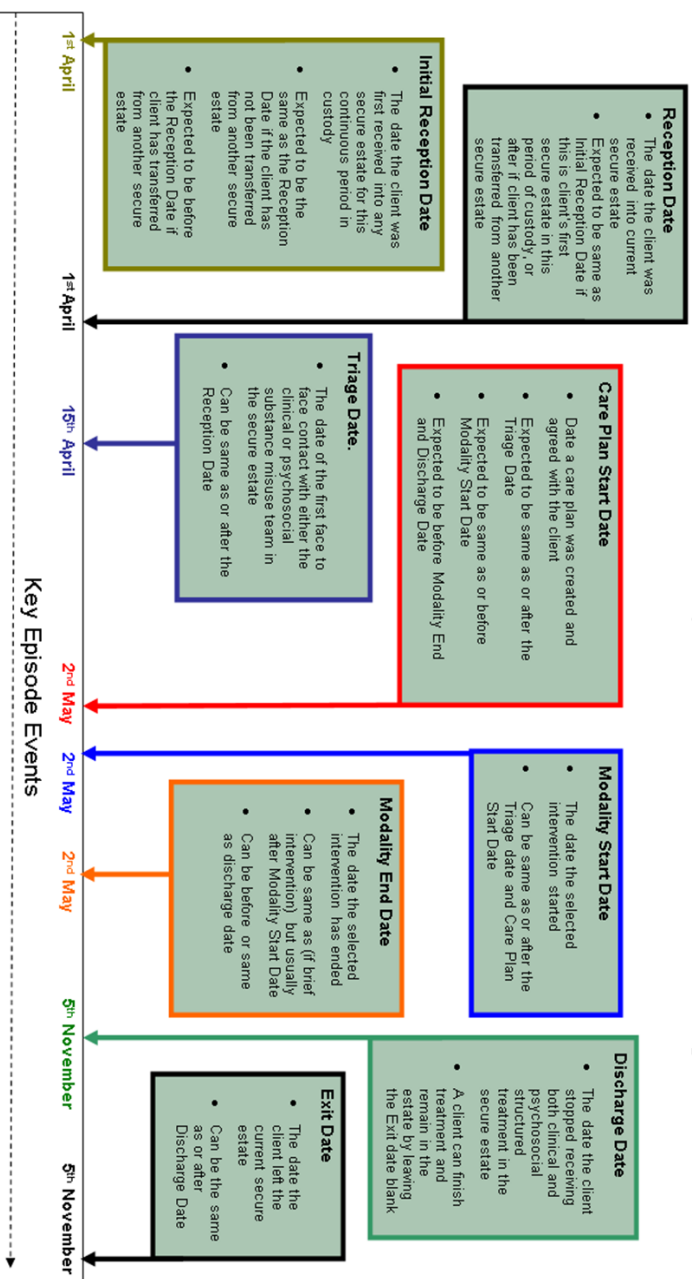 Reception Date
• The date the client was
received into current
secure estate
• Expected to be same as
Initial Reception Date if
this is client's first
secure estate in this
period of custody, or
after if client has been
transferred from another
secure estate
Initial Reception Date
• The date the client was
first received into any
secure estate for this
continuous period in
custody
• Expected to be the
same as the Reception
Date if the client has
not been transferred
from another secure
estate
• Expected to be before
the Reception Date if
client has transferred
from another secure
estate
Care Plan Start Date
• Date a care plan was created and
agreed with the client
• Expected to be same as or after the
Triage Date
• Expected to be same as or before
Modality Start Date
• Expected to be before Modality End
and Discharge Date
Triage Date.
• The date of the first face to
face contact with either the
clinical or psychosocial
substance misuse team in
the secure estate
• Can be same as or after the
Reception Date
Modality Start Date
• The date the selected
intervention started
• Can be same as or after the
Triage date and Care Plan
Start Date
Modality End Date
• The date the selected
intervention has ended
• Can be same as (if brief
intervention) but usually
after Modality Start Date
• Can be before or same
as discharge date
Discharge Date
• The date the client
stopped receiving
both clinical and
psychosocial
structured
treatment in the
secure estate
• A client can finish
treatment and
remain in the
estate by leaving
the Exit date blank
Exit Date
• The date the
client left the
current secure
estate
• Can be the same
as or after
Discharge Date
1st April
1st April
15th April
2nd May
2nd May
2nd May
5th November
5th November
Key Episode Events